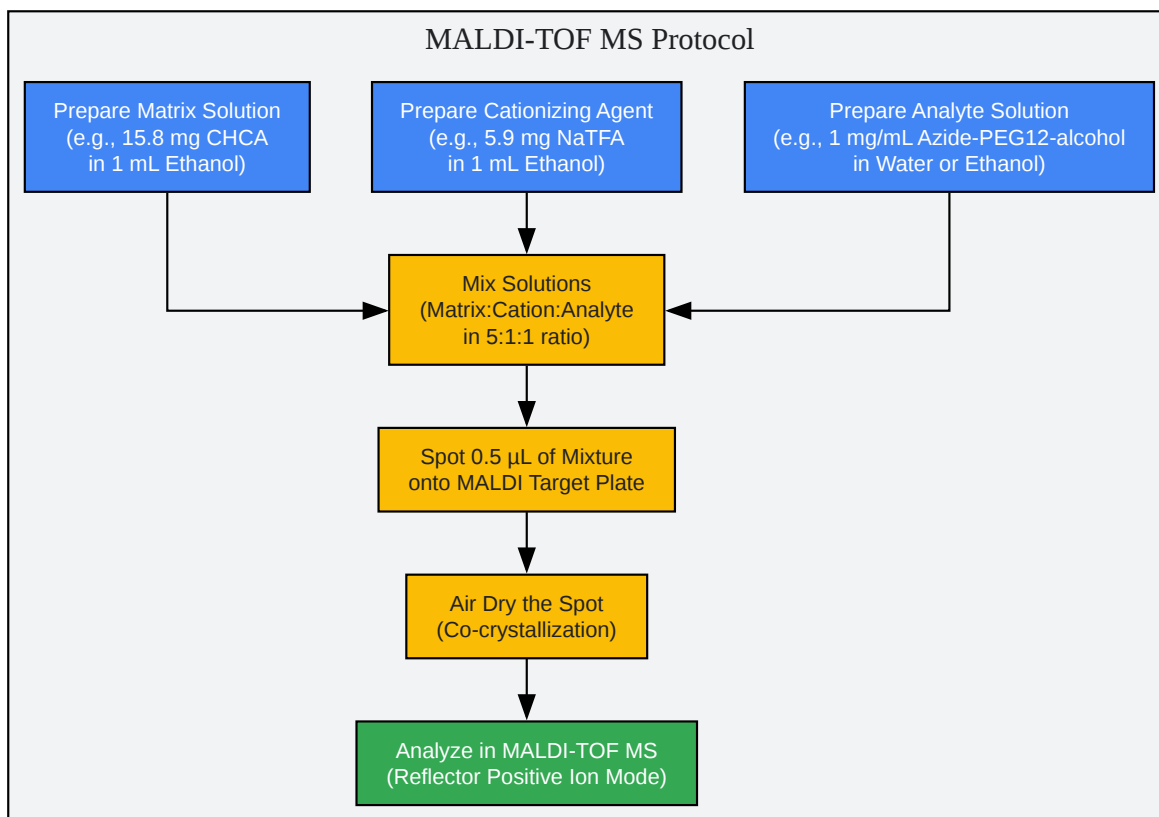 MALDI-TOF MS Protocol
Prepare Matrix Solution
(e.g., 15.8 mg CHCA
in 1 mL Ethanol)
Prepare Cationizing Agent
(e.g., 5.9 mg NaTFA
in 1 mL Ethanol)
Prepare Analyte Solution
(e.g., 1 mg/mL Azide-PEG12-alcohol
in Water or Ethanol)
Mix Solutions
(Matrix:Cation:Analyte
in 5:1:1 ratio)
Spot 0.5 µL of Mixture
onto MALDI Target Plate
Air Dry the Spot
(Co-crystallization)
Analyze in MALDI-TOF MS
(Reflector Positive Ion Mode)